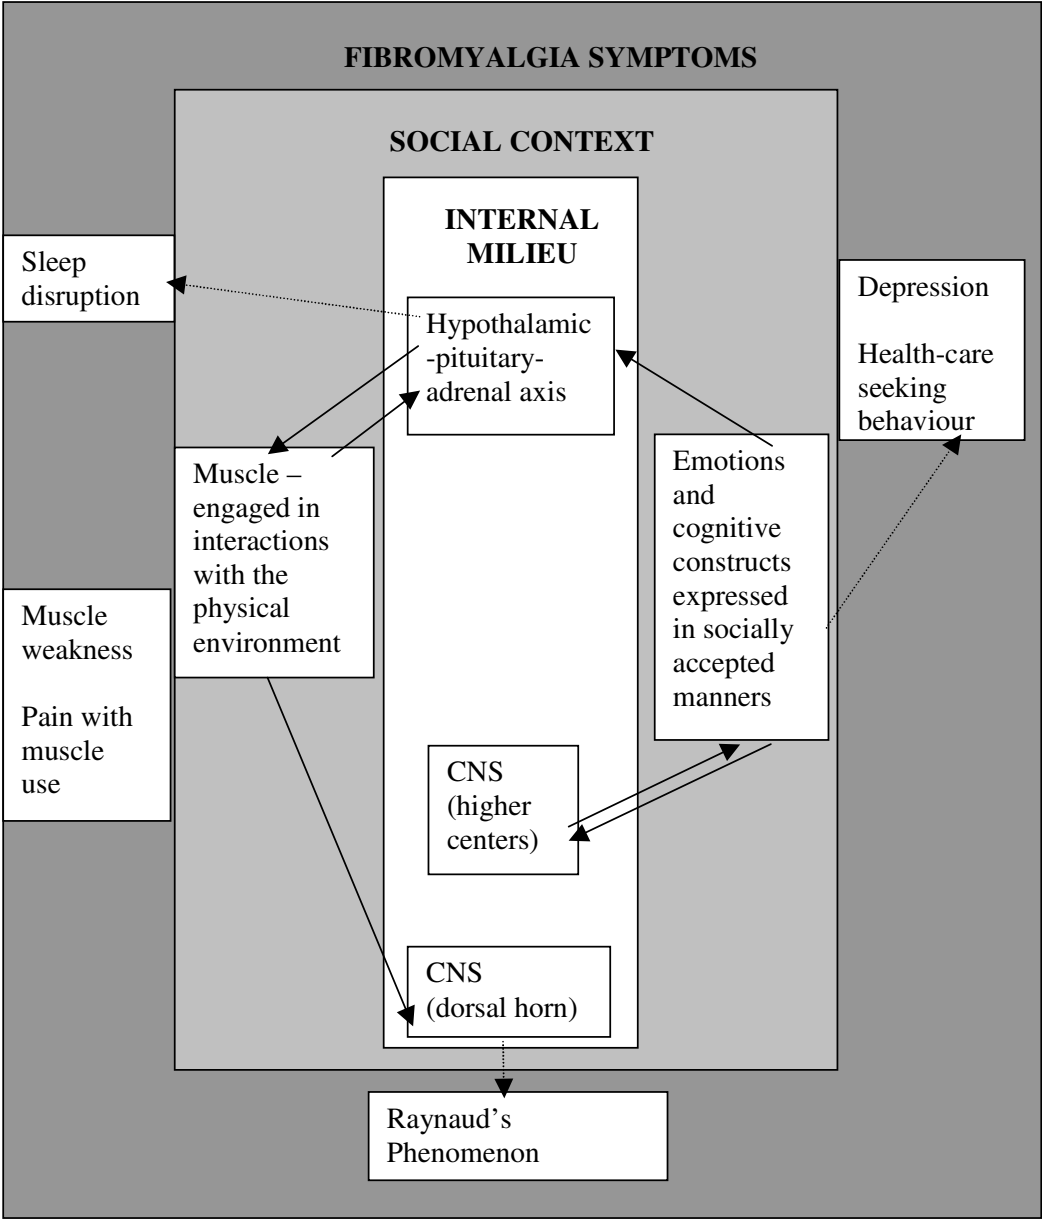 FIBROMYALGIA SYMPTOMS
SOCIAL CONTEXT
INTERNAL
MILIEU
Sleep
disruption
Hypothalamic
-pituitary-
adrenal axis
Depression
Health-care
seeking
behaviour
Muscle –
engaged in
interactions
with the
physical
environment
Emotions
and
cognitive
constructs
expressed
in socially
accepted
manners
Muscle
weakness
Pain with
muscle
use
CNS
(higher
centers)
CNS
(dorsal horn)
Raynaud’s
Phenomenon